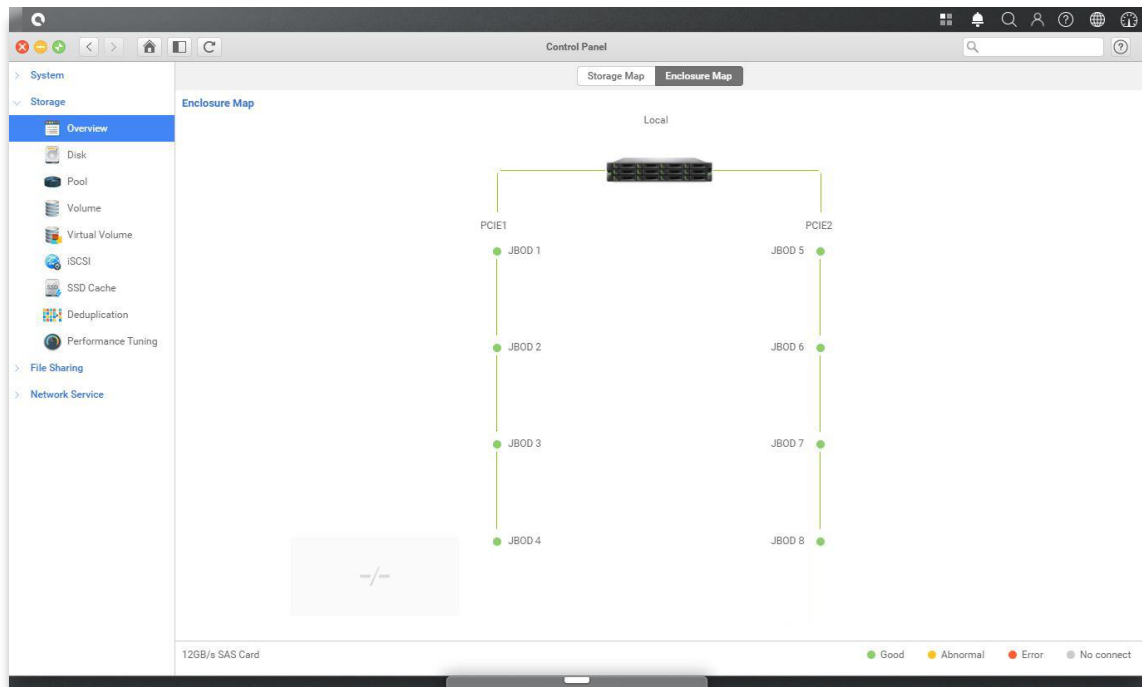 Control Panel
System
Storage Map Enclosure Map
Storage
Enclosure Map
Overview
Local
Disk
Pool
Volume
PCIE1 PCIE2
Virtual Volume
JBOD 1 JBOD 5
iSCSI
SSD Cache
Deduplication
Performance Tuning
JBOD 2 JBOD 6
File Sharing
Network Service
JBOD 3 JBOD 7
JBOD 4 JBOD 8
-/-
12GB/s SAS Card Good Abnormal Error No connect